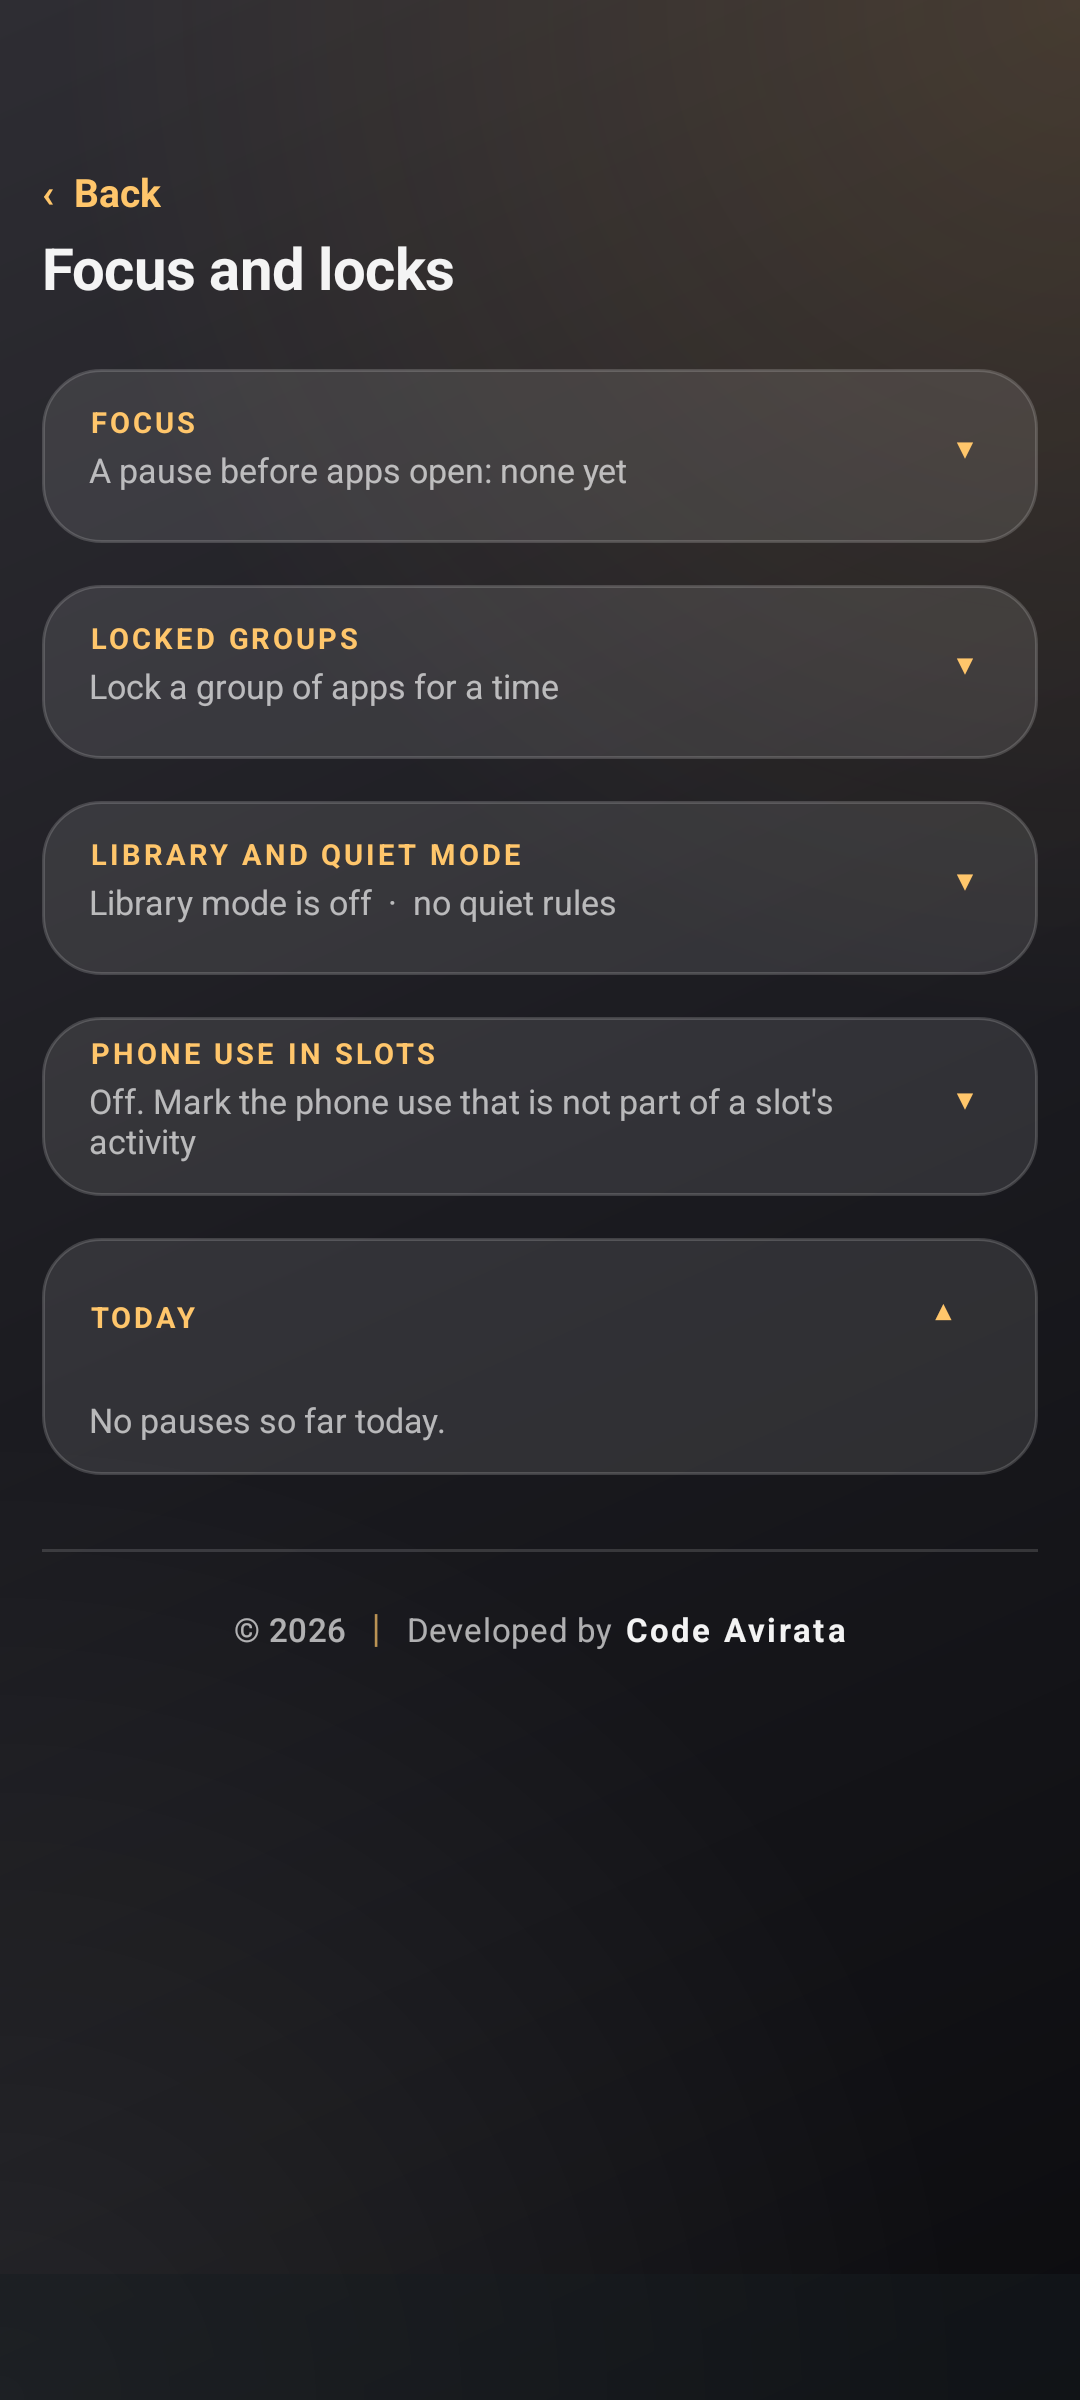 ‹ Back
Focus and locks
FOCUS
A pause before apps open: none yet
▼
LOCKED GROUPS
Lock a group of apps for a time
▼
LIBRARY AND QUIET MODE
Library mode is off · no quiet rules
▼
PHONE USE IN SLOTS
Off. Mark the phone use that is not part of a slot's
activity
▼
TODAY
▲
No pauses so far today.
© 2026 | Developed by Code Avirata